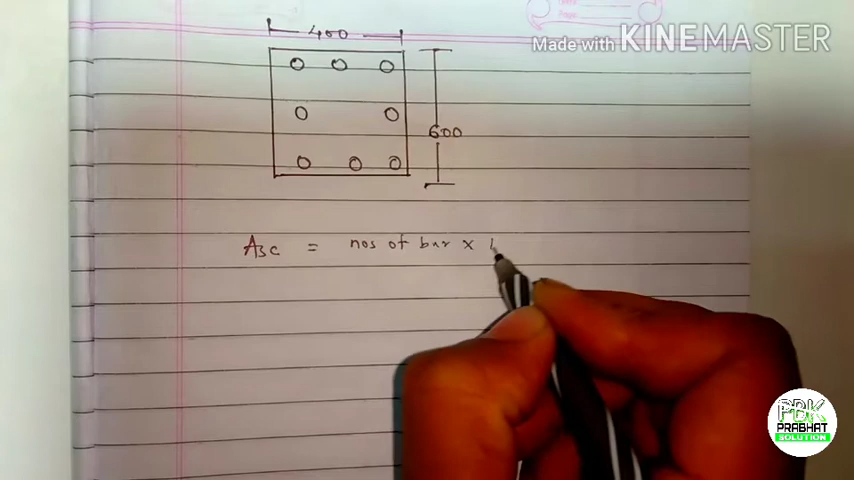 400
Made with KINEMASTER
600
Asc = nos of bar ×
PBK
PRABHAT
SOLUTION